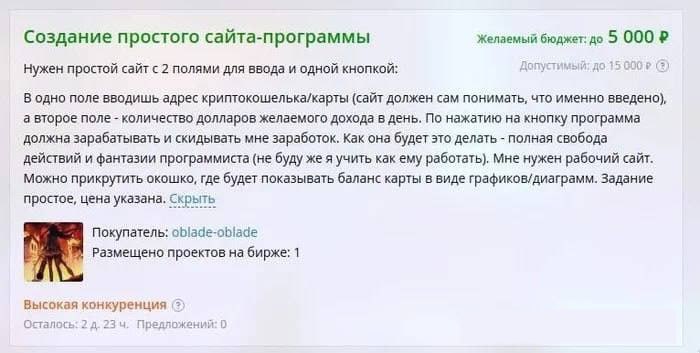 Создание простого сайта-программы
Желаемый бюджет: до 5 000 ₽
Нужен простой сайт с 2 полями для ввода и одной кнопкой:
Допустимый: до 15 000 ₽ ?
В одно поле вводишь адрес криптокошелька/карты (сайт должен сам понимать, что именно введено),
а второе поле - количество долларов желаемого дохода в день. По нажатию на кнопку программа
должна зарабатывать и скидывать мне заработок. Как она будет это делать - полная свобода
действий и фантазии программиста (не буду же я учить как ему работать). Мне нужен рабочий сайт.
Можно прикрутить окошко, где будет показывать баланс карты в виде графиков/диаграмм. Задание
простое, цена указана. Скрыть
Покупатель: oblade-oblade
Размещено проектов на бирже: 1
Высокая конкуренция ?
Осталось: 2 д. 23 ч. Предложений: 0